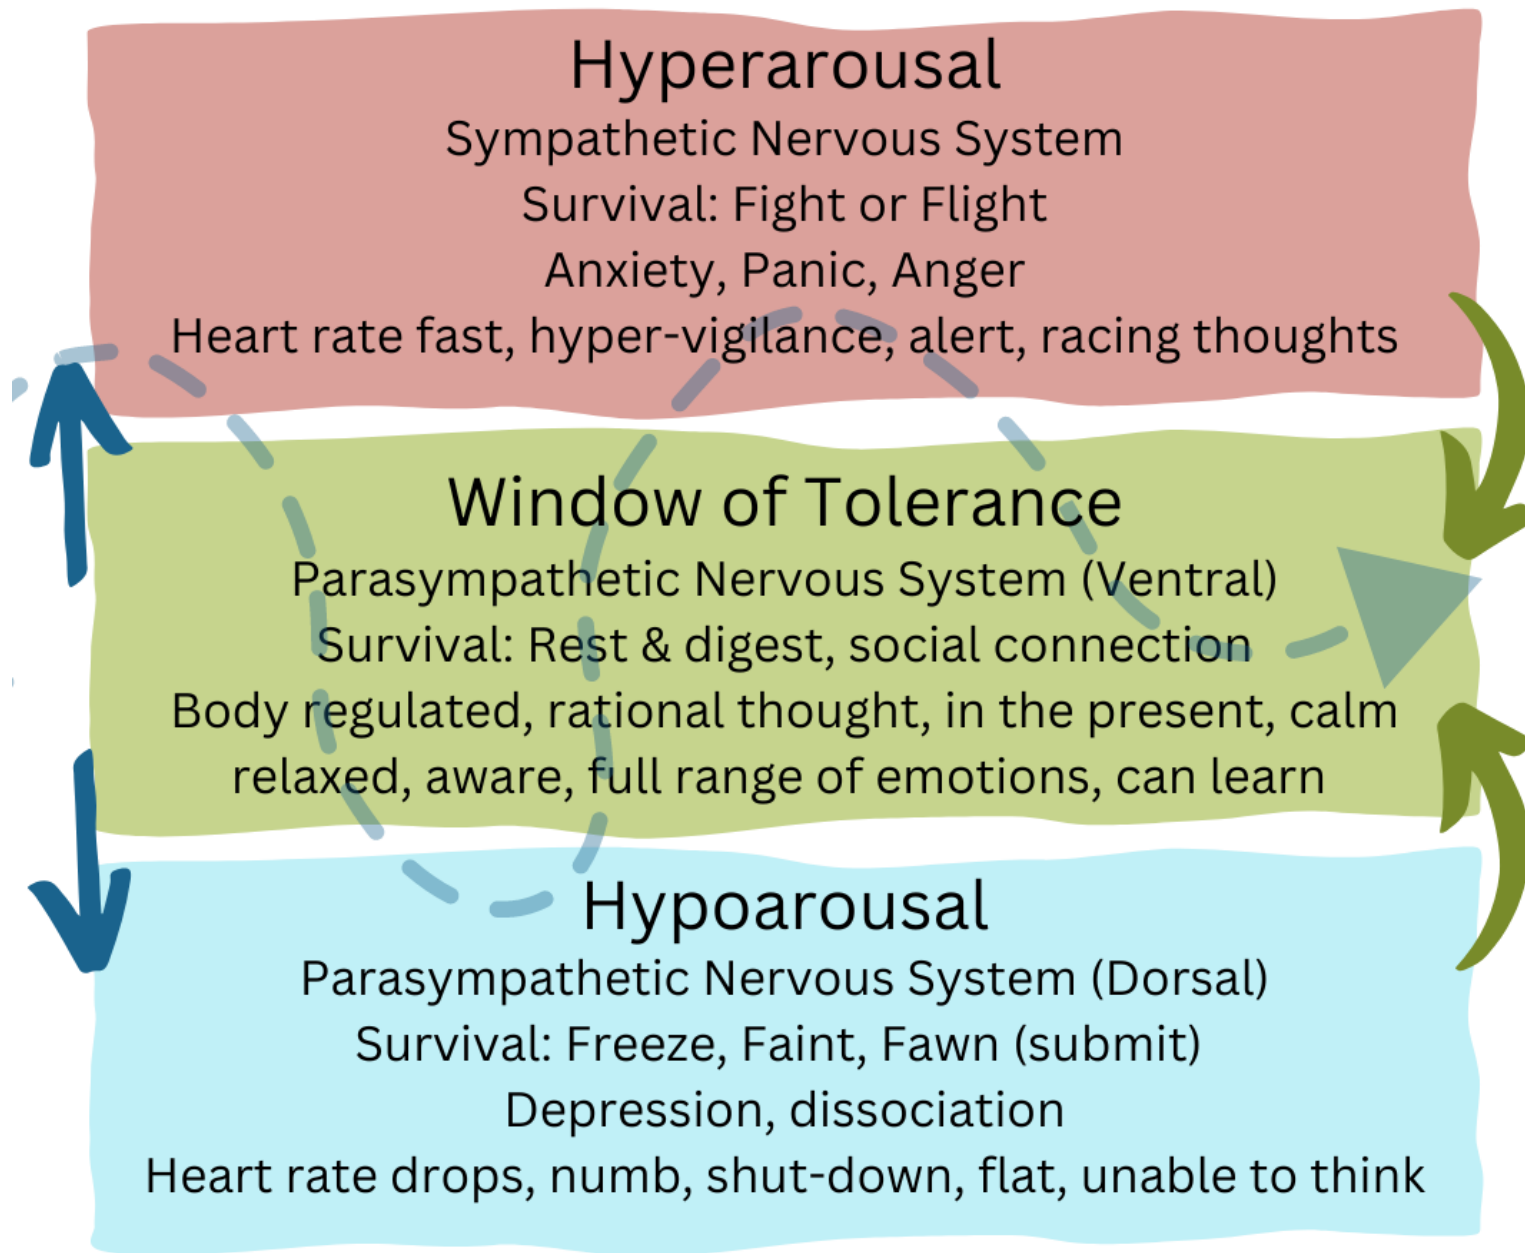 Hyperarousal
Sympathetic Nervous System
Survival: Fight or Flight
Anxiety, Panic, Anger
Heart rate fast, hyper-vigilance, alert, racing thoughts
Window of Tolerance
Parasympathetic Nervous System (Ventral)
Survival: Rest & digest, social connection
Body regulated, rational thought, in the present, calm
relaxed, aware, full range of emotions, can learn
Hypoarousal
Parasympathetic Nervous System (Dorsal)
Survival: Freeze, Faint, Fawn (submit)
Depression, dissociation
Heart rate drops, numb, shut-down, flat, unable to think